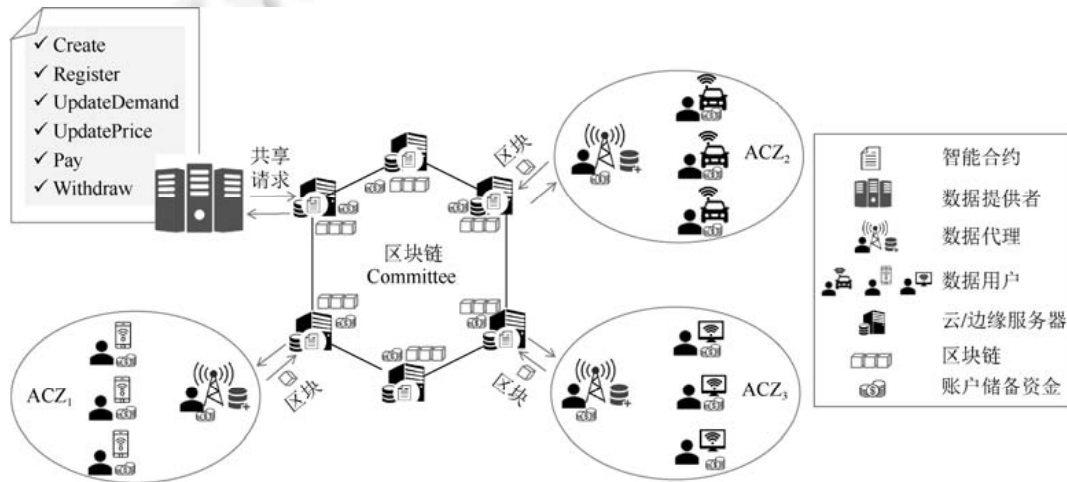 ✓ Create
✓ Register
✓ UpdateDemand
✓ UpdatePrice
✓ Pay
✓ Withdraw
共享
请求
区块链
Committee
区块
ACZ₂
ACZ₁
区块
区块
ACZ₃
智能合约
数据提供者
数据代理
数据用户
云/边缘服务器
区块链
账户储备资金